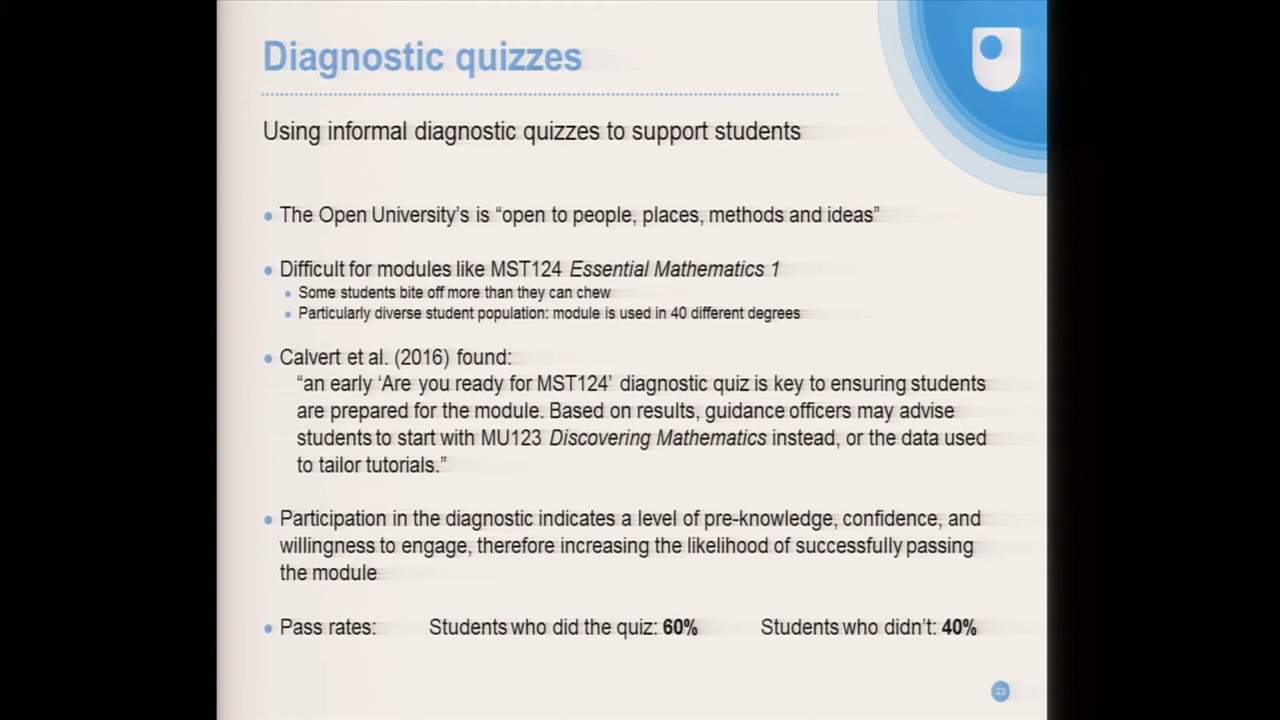 Diagnostic quizzes
Using informal diagnostic quizzes to support students
The Open University’s is “open to people, places, methods and ideas”
Difficult for modules like MST124 Essential Mathematics 1
Some students bite off more than they can chew
Particularly diverse student population: module is used in 40 different degrees
Calvert et al. (2016) found:
“an early ‘Are you ready for MST124’ diagnostic quiz is key to ensuring students
are prepared for the module. Based on results, guidance officers may advise
students to start with MU123 Discovering Mathematics instead, or the data used
to tailor tutorials.”
Participation in the diagnostic indicates a level of pre-knowledge, confidence, and
willingness to engage, therefore increasing the likelihood of successfully passing
the module
Pass rates: Students who did the quiz: 60% Students who didn’t: 40%
23